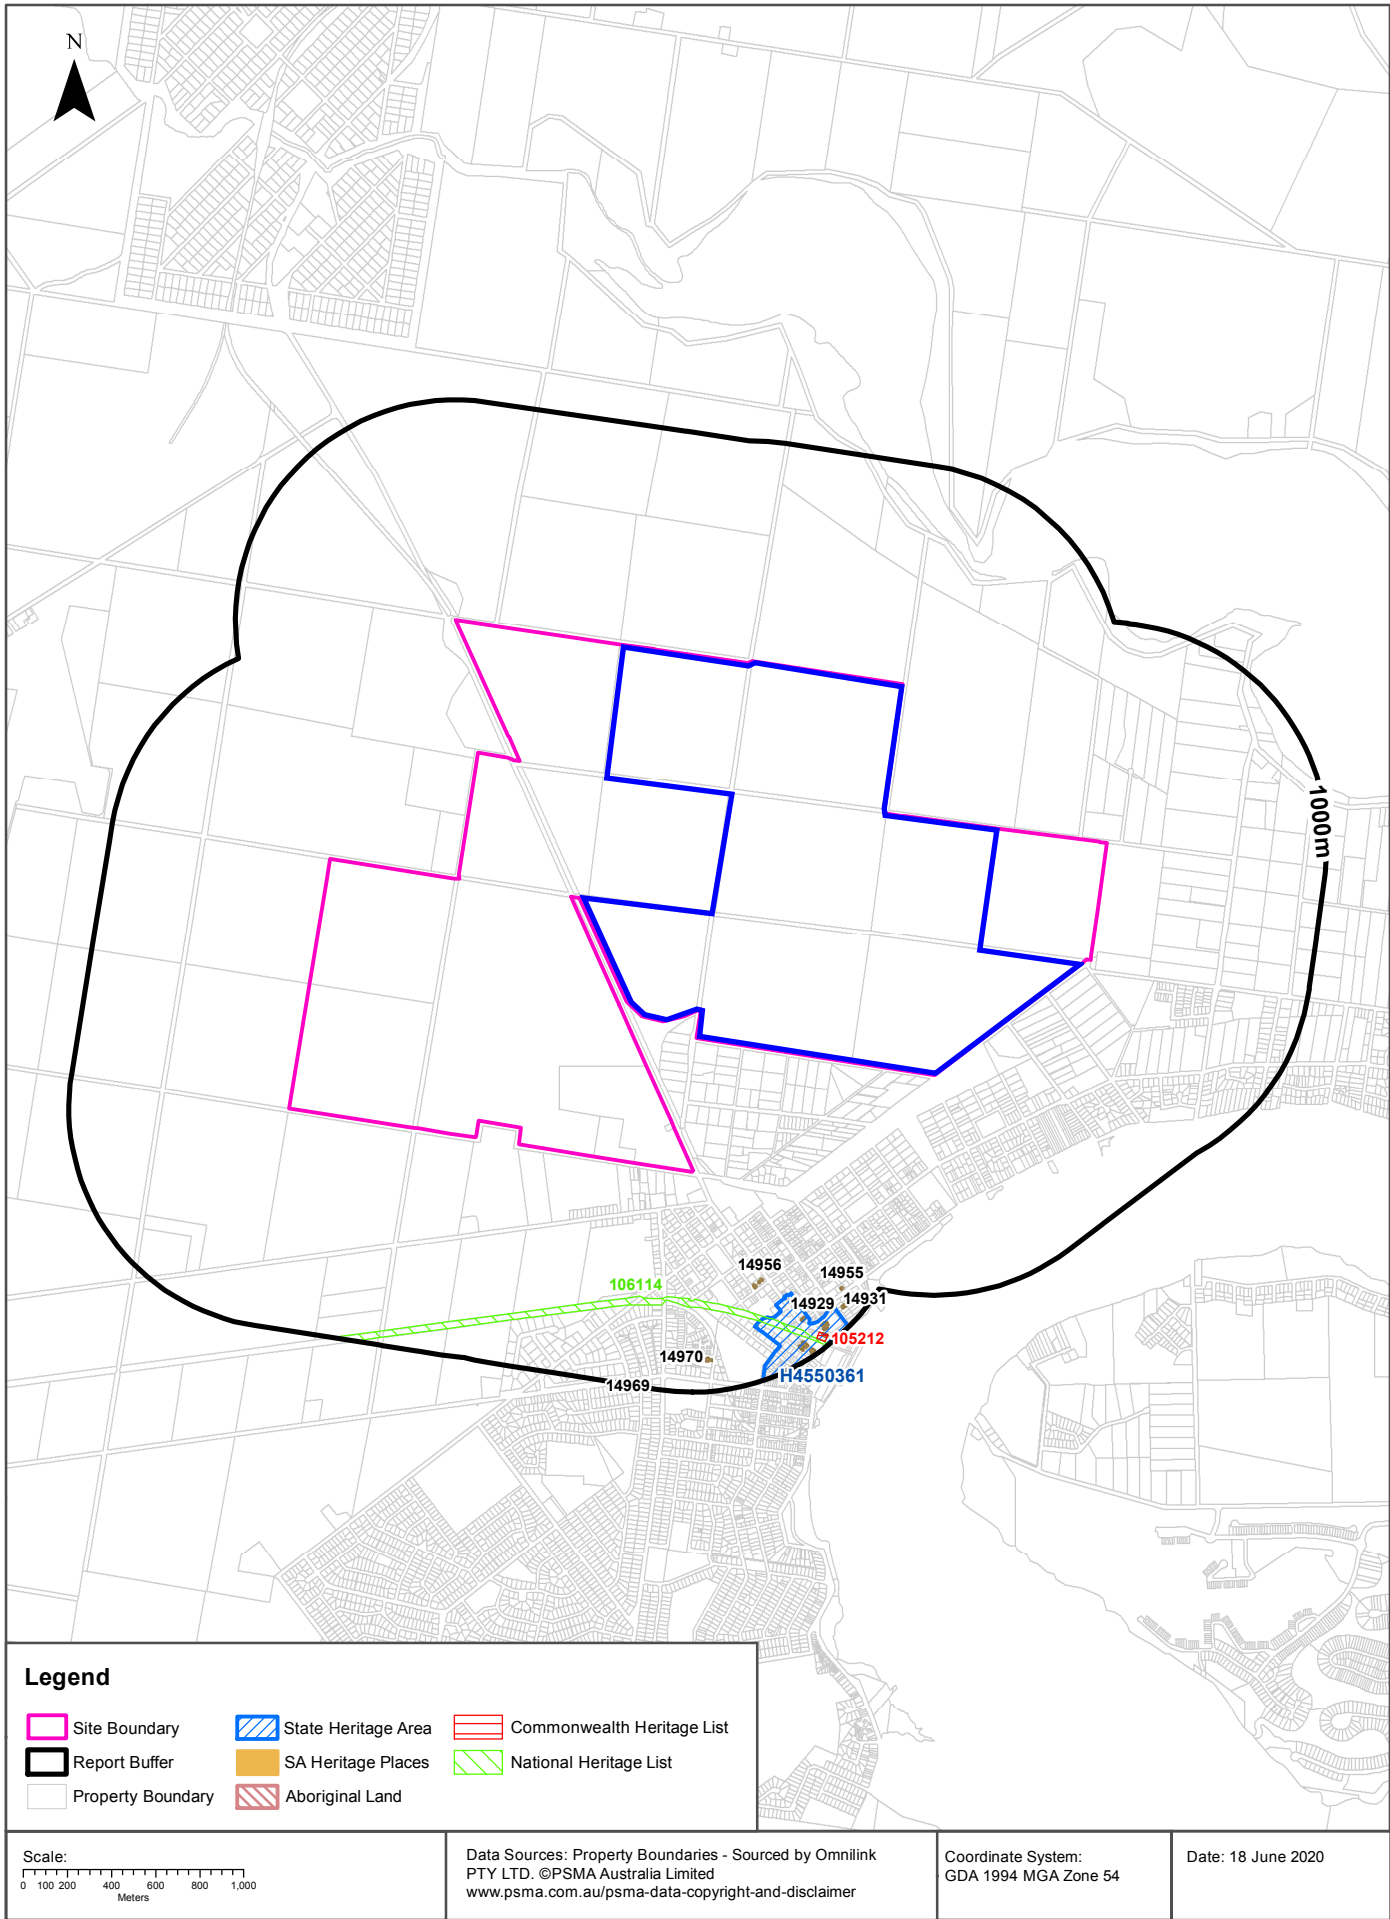 N
1000m
106114
14956
14955
14929
14931
105212
14970
H4550361
14969
Legend
Site Boundary
State Heritage Area
Commonwealth Heritage List
Report Buffer
SA Heritage Places
National Heritage List
Property Boundary
Aboriginal Land
Scale:
0 100 200 400 600 800 1,000
Meters
Data Sources: Property Boundaries - Sourced by Omnilink
PTY LTD. ©PSMA Australia Limited
www.psma.com.au/psma-data-copyright-and-disclaimer
Coordinate System:
GDA 1994 MGA Zone 54
Date: 18 June 2020